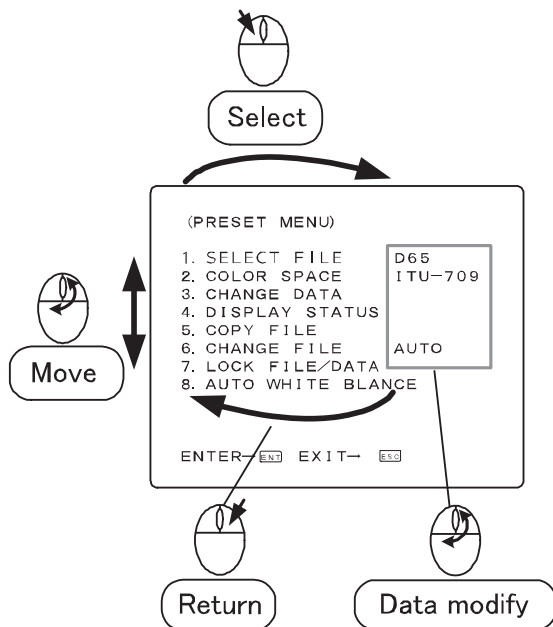 Select
(PRESET MENU)
1. SELECT FILE D65
2. COLOR SPACE ITU-709
3. CHANGE DATA
4. DISPLAY STATUS
5. COPY FILE
6. CHANGE FILE AUTO
7. LOCK FILE/DATA
8. AUTO WHITE BLANCE
Move
ENTER→ ENT EXIT→ ESC
Return
Data modify